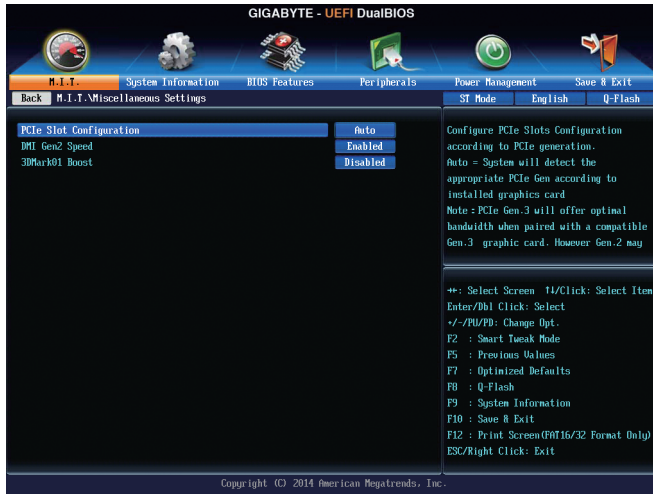 GIGABYTE - UEFI DualBIOS
M.I.T.
System Information
BIOS Features
Peripherals
Power Management
Save & Exit
Back M.I.T.\Miscellaneous Settings
ST Mode English Q-Flash
PCIe Slot Configuration Auto
DMI Gen2 Speed Enabled
3DMark01 Boost Disabled
Configure PCIe Slots Configuration
according to PCIe generation.
Auto = System will detect the
appropriate PCIe Gen according to
installed graphics card
Note : PCIe Gen.3 will offer optimal
bandwidth when paired with a compatible
Gen.3 graphic card. However Gen.2 may
→←: Select Screen ↑↓/Click: Select Item
Enter/Dbl Click: Select
+/-/PU/PD: Change Opt.
F2 : Smart Tweak Mode
F5 : Previous Values
F7 : Optimized Defaults
F8 : Q-Flash
F9 : System Information
F10 : Save & Exit
F12 : Print Screen(FAT16/32 Format Only)
ESC/Right Click: Exit
Copyright (C) 2014 American Megatrends, Inc.